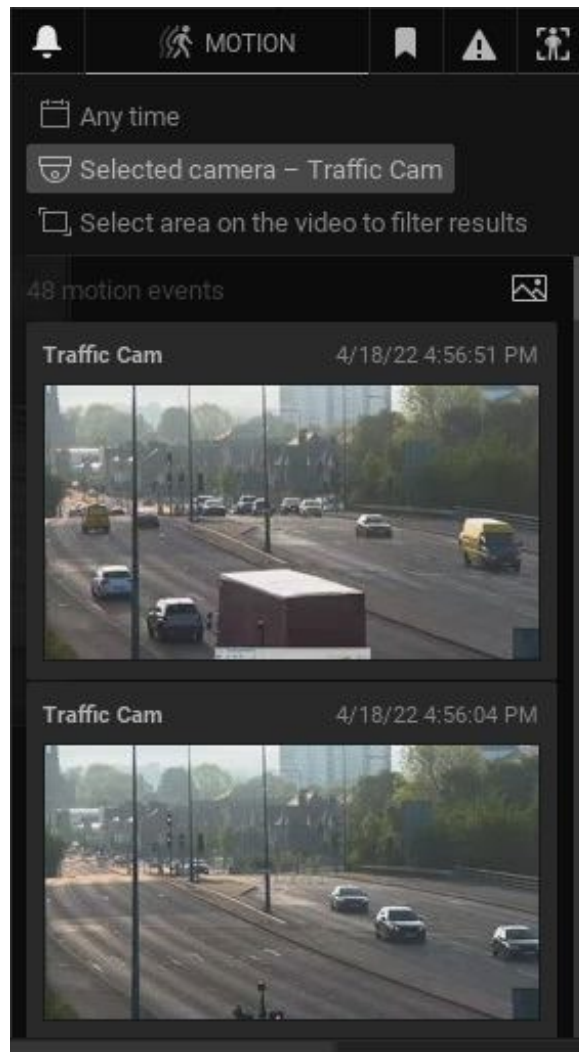 MOTION
Any time
Selected camera – Traffic Cam
Select area on the video to filter results
48 motion events
Traffic Cam 4/18/22 4:56:51 PM
Traffic Cam 4/18/22 4:56:04 PM